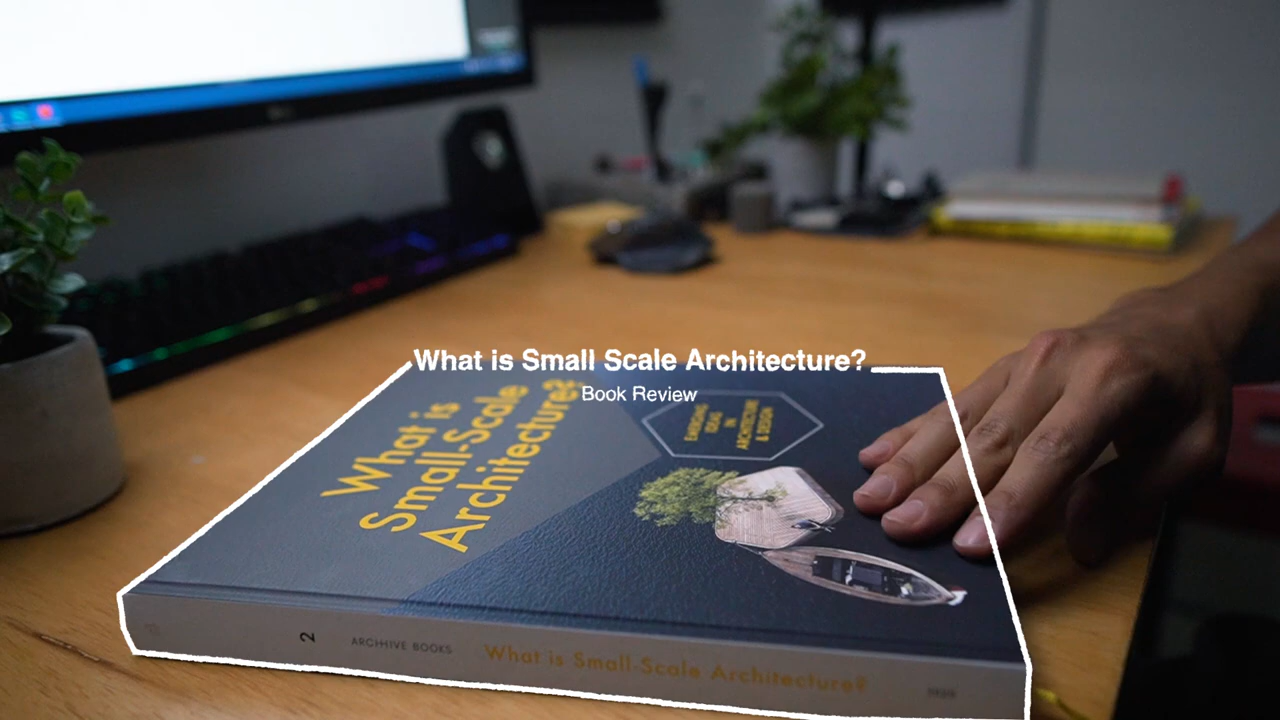 What is Small Scale Architecture?
Book Review
What is
Small-Scale
Architecture?
EMERGING
IDEAS
IN
ARCHITECTURE
& DESIGN
2
ARCHHIVE BOOKS
What is Small-Scale Architecture?